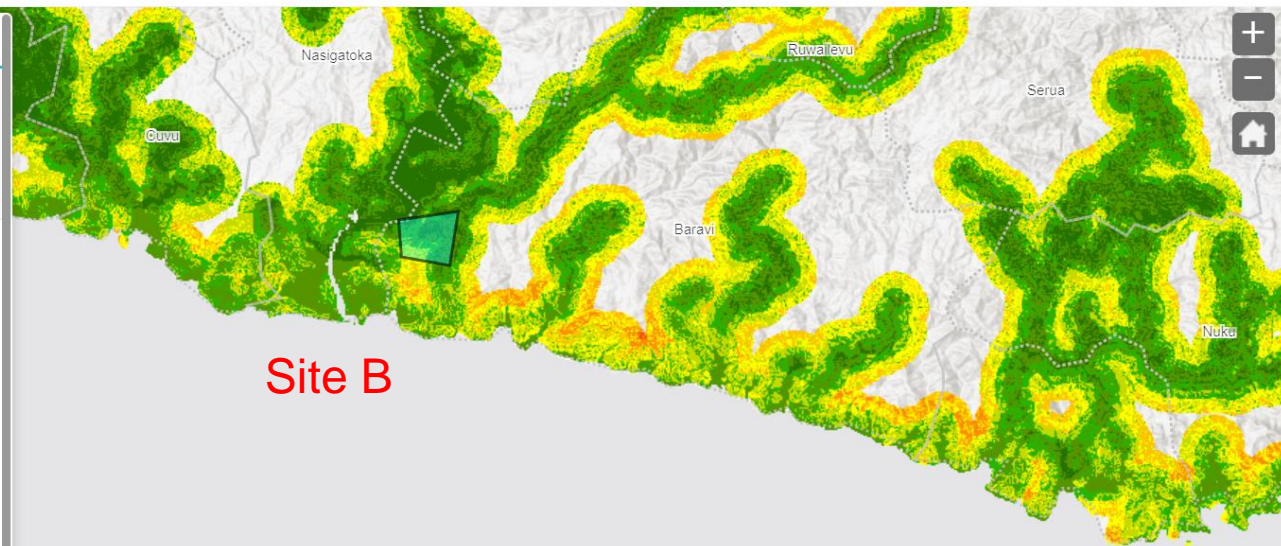 Nasigatoka
Ruwailevu
+
Serua
−
Cuvu
Baravi
Nuku
Site B